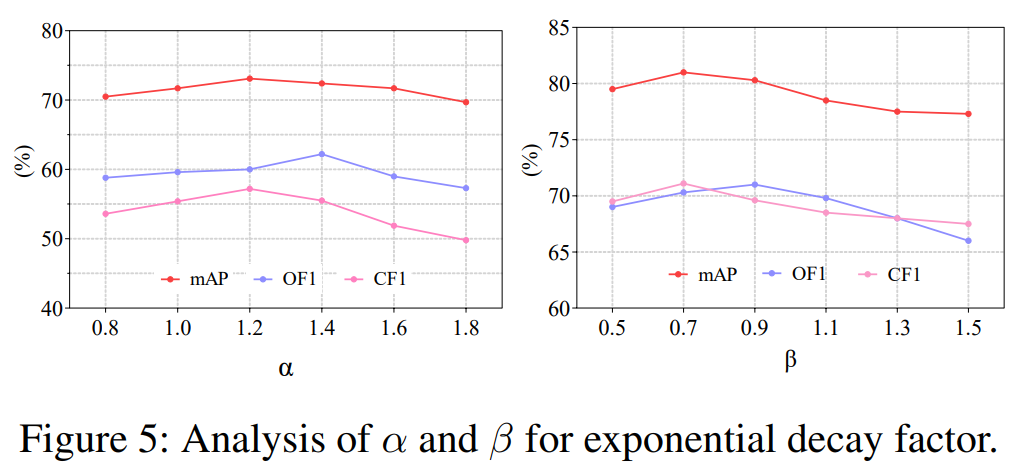 80
70
60
50
40
(%)
mAP OF1 CF1
0.8 1.0 1.2 1.4 1.6 1.8
α
85
80
75
70
65
60
(%)
mAP OF1 CF1
0.5 0.7 0.9 1.1 1.3 1.5
β
Figure 5: Analysis of α and β for exponential decay factor.